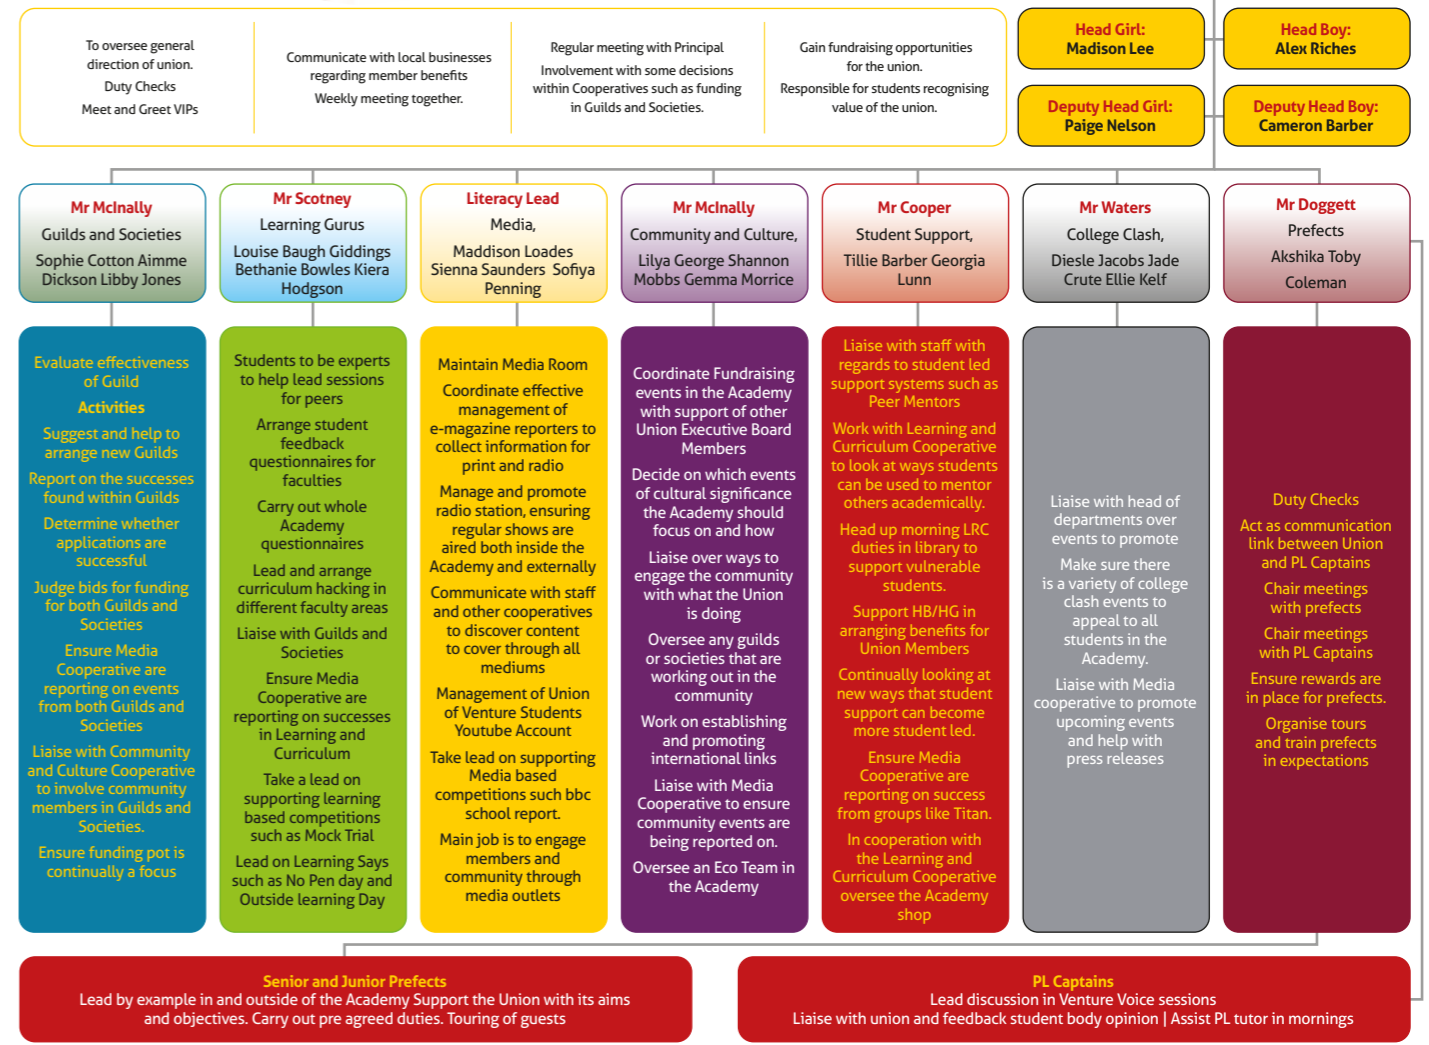 To oversee general
direction of union.
Duty Checks
Meet and Greet VIPs
Communicate with local businesses
regarding member benefits
Weekly meeting together.
Regular meeting with Principal
Involvement with some decisions
within Cooperatives such as funding
in Guilds and Societies.
Gain fundraising opportunities
for the union.
Responsible for students recognising
value of the union.
Head Girl:
Madison Lee
Head Boy:
Alex Riches
Deputy Head Girl:
Paige Nelson
Deputy Head Boy:
Cameron Barber
Mr McInally
Guilds and Societies
Sophie Cotton Aimme
Dickson Libby Jones
Mr Scotney
Learning Gurus
Louise Baugh Giddings
Bethanie Bowles Kiera
Hodgson
Literacy Lead
Media,
Maddison Loades
Sienna Saunders Sofiya
Penning
Mr McInally
Community and Culture,
Lilya George Shannon
Mobbs Gemma Morrice
Mr Cooper
Student Support,
Tillie Barber Georgia
Lunn
Mr Waters
College Clash,
Diesle Jacobs Jade
Crute Ellie Kelf
Mr Doggett
Prefects
Akshika Toby
Coleman
Evaluate effectiveness
of Guild
Activities
Suggest and help to
arrange new Guilds
Report on the successes
found within Guilds
Determine whether
applications are
successful
Judge bids for funding
for both Guilds and
Societies
Ensure Media
Cooperative are
reporting on events
from both Guilds and
Societies
Liaise with Community
and Culture Cooperative
to involve community
members in Guilds and
Societies.
Ensure funding pot is
continually a focus
Students to be experts
to help lead sessions
for peers
Arrange student
feedback
questionnaires for
faculties
Carry out whole
Academy
questionnaires
Lead and arrange
curriculum hacking in
different faculty areas
Liaise with Guilds and
Societies
Ensure Media
Cooperative are
reporting on successes
in Learning and
Curriculum
Take a lead on
supporting learning
based competitions
such as Mock Trial
Lead on Learning Says
such as No Pen day and
Outside learning Day
Maintain Media Room
Coordinate effective
management of
e-magazine reporters to
collect information for
print and radio
Manage and promote
radio station, ensuring
regular shows are
aired both inside the
Academy and externally
Communicate with staff
and other cooperatives
to discover content
to cover through all
mediums
Management of Union
of Venture Students
Youtube Account
Take lead on supporting
Media based
competitions such bbc
school report.
Main job is to engage
members and
community through
media outlets
Coordinate Fundraising
events in the Academy
with support of other
Union Executive Board
Members
Decide on which events
of cultural significance
the Academy should
focus on and how
Liaise over ways to
engage the community
with what the Union
is doing
Oversee any guilds
or societies that are
working out in the
community
Work on establishing
and promoting
international links
Liaise with Media
Cooperative to ensure
community events are
being reported on.
Oversee an Eco Team in
the Academy
Liaise with staff with
regards to student led
support systems such as
Peer Mentors
Work with Learning and
Curriculum Cooperative
to look at ways students
can be used to mentor
others academically.
Head up morning LRC
duties in library to
support vulnerable
students.
Support HB/HG in
arranging benefits for
Union Members
Continually looking at
new ways that student
support can become
more student led.
Ensure Media
Cooperative are
reporting on success
from groups like Titan.
In cooperation with
the Learning and
Curriculum Cooperative
oversee the Academy
shop
Liaise with head of
departments over
events to promote
Make sure there
is a variety of college
clash events to
appeal to all
students in the
Academy.
Liaise with Media
cooperative to promote
upcoming events
and help with
press releases
Duty Checks
Act as communication
link between Union
and PL Captains
Chair meetings
with prefects
Chair meetings
with PL Captains
Ensure rewards are
in place for prefects.
Organise tours
and train prefects
in expectations
Senior and Junior Prefects
Lead by example in and outside of the Academy Support the Union with its aims
and objectives. Carry out pre agreed duties. Touring of guests
PL Captains
Lead discussion in Venture Voice sessions
Liaise with union and feedback student body opinion | Assist PL tutor in mornings